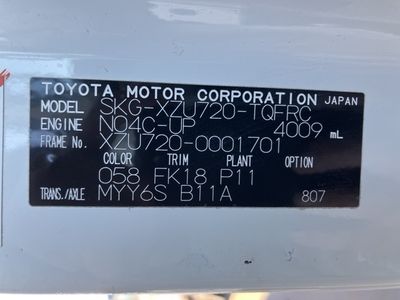 TOYOTA MOTOR CORPORATION JAPAN
MODEL SKG-XZU720-TQFRC
ENGINE N04C-UP 4009 mL
FRAME No. XZU720-0001701
COLOR TRIM PLANT OPTION
058 FK18 P11
TRANS./AXLE MYY6S B11A 807